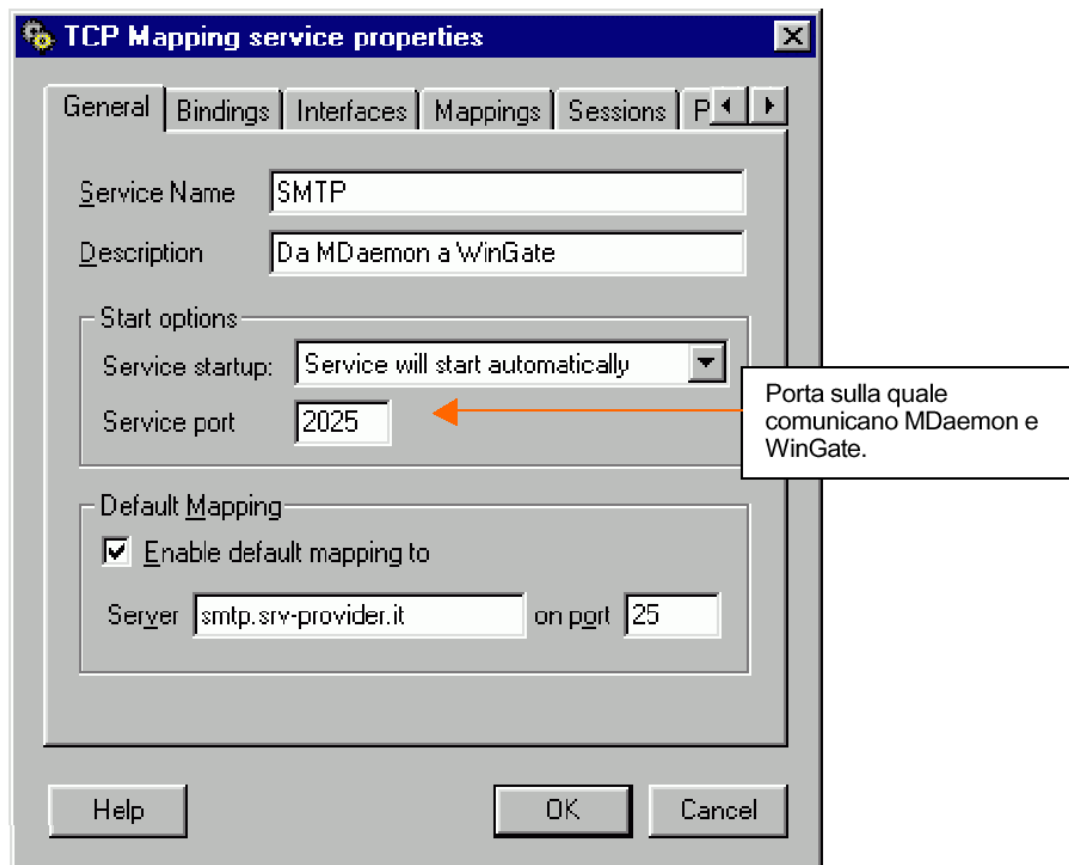 TCP Mapping service properties
General Bindings Interfaces Mappings Sessions P
Service Name SMTP
Description Da MDaemon a WinGate
Start options
Service startup: Service will start automatically
Service port 2025
Porta sulla quale
comunicano MDaemon e
WinGate.
Default Mapping
Enable default mapping to
Server smtp.srv-provider.it on port 25
Help OK Cancel